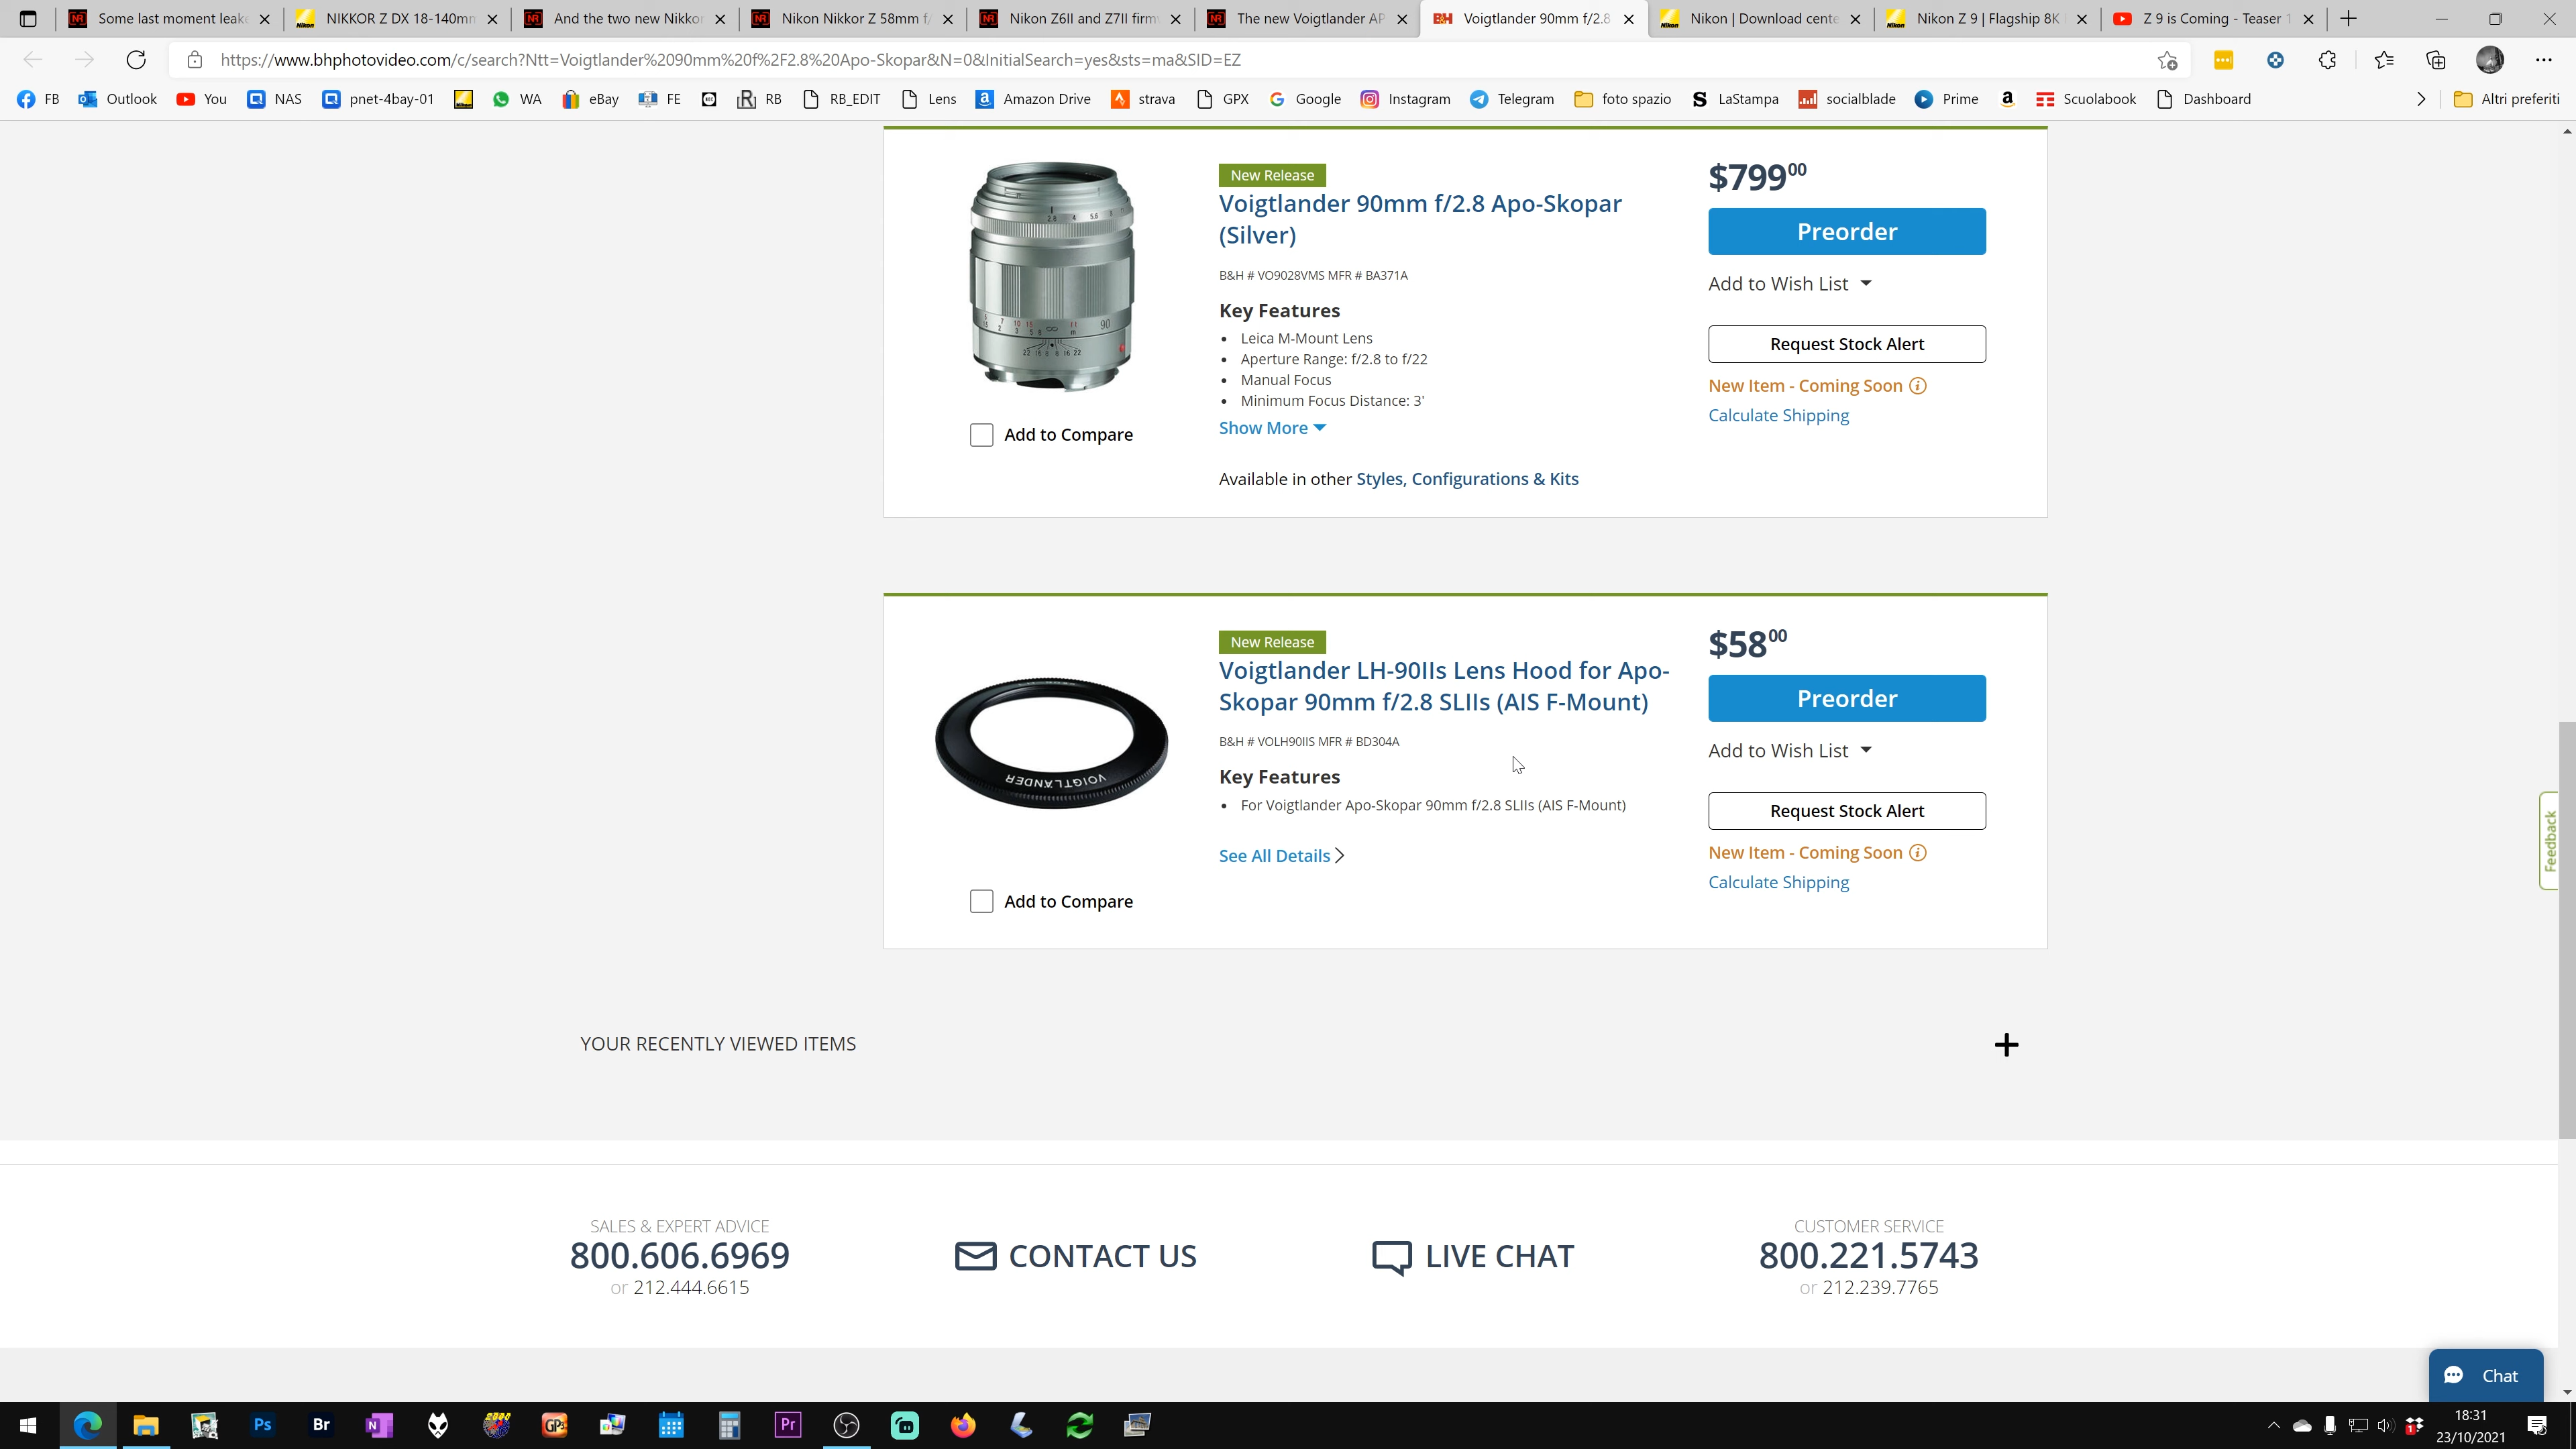 Some last moment leake
NIKKOR Z DX 18-140mm
And the two new Nikkor
Nikon Nikkor Z 58mm f/
Nikon Z6II and Z7II firm
The new Voigtlander AP
B&H Voigtlander 90mm f/2.8
Nikon | Download cente
Nikon Z 9 | Flagship 8K
Z 9 is Coming - Teaser 1
https://www.bhphotovideo.com/c/search?Ntt=Voigtlander%2090mm%20f%2F2.8%20Apo-Skopar&N=0&InitialSearch=yes&sts=ma&SID=EZ
FB Outlook You NAS pnet-4bay-01 WA eBay FE RB RB_EDIT Lens Amazon Drive strava GPX Google Instagram Telegram foto spazio LaStampa socialblade Prime Scuolabook Dashboard Altri preferiti
New Release
Voigtlander 90mm f/2.8 Apo-Skopar
(Silver)
B&H # VO9028VMS MFR # BA371A
Key Features
Leica M-Mount Lens
Aperture Range: f/2.8 to f/22
Manual Focus
Minimum Focus Distance: 3'
Show More
Available in other Styles, Configurations & Kits
Add to Compare
$799 00
Preorder
Add to Wish List
Request Stock Alert
New Item - Coming Soon
Calculate Shipping
New Release
Voigtlander LH-90IIs Lens Hood for Apo-
Skopar 90mm f/2.8 SLIIs (AIS F-Mount)
B&H # VOLH90IIS MFR # BD304A
Key Features
For Voigtlander Apo-Skopar 90mm f/2.8 SLIIs (AIS F-Mount)
See All Details
VOIGTLÄNDER
Add to Compare
$58 00
Preorder
Add to Wish List
Request Stock Alert
New Item - Coming Soon
Calculate Shipping
Feedback
YOUR RECENTLY VIEWED ITEMS
SALES & EXPERT ADVICE
800.606.6969
or 212.444.6615
CONTACT US
LIVE CHAT
CUSTOMER SERVICE
800.221.5743
or 212.239.7765
Chat
Ps Br N GP3 Pr
18:31
23/10/2021